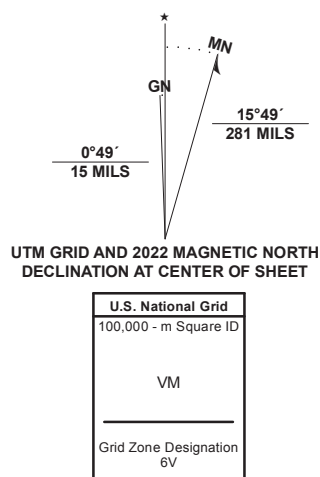 ★
MN
GN
15°49´
281 MILS
0°49´
15 MILS
UTM GRID AND 2022 MAGNETIC NORTH
DECLINATION AT CENTER OF SHEET
U.S. National Grid
100,000 - m Square ID
VM
Grid Zone Designation
6V